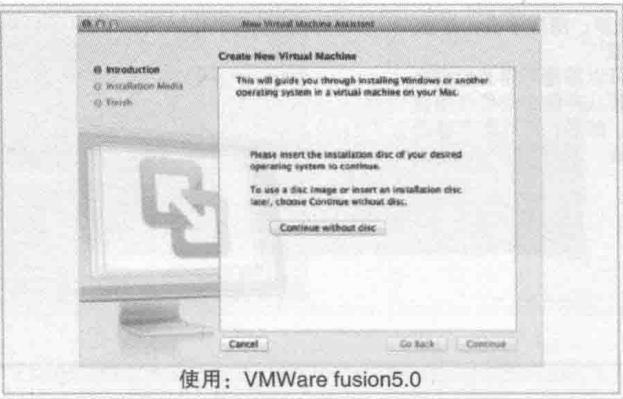 New Virtual Machine Assistant
Create New Virtual Machine
Introduction
Installation Media
Finish
This will guide you through installing Windows or another
operating system in a virtual machine on your Mac.
Please insert the installation disc of your desired
operating system to continue.
To use a disc image or insert an installation disc
later, choose Continue without disc.
Continue without disc
Cancel
Go Back
Continue
使用：VMWare fusion5.0